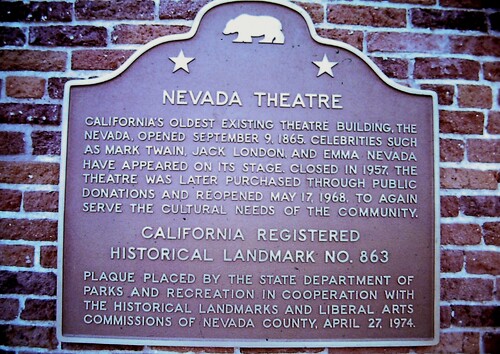 NEVADA THEATRE
CALIFORNIA'S OLDEST EXISTING THEATRE BUILDING, THE
NEVADA, OPENED SEPTEMBER 9, 1865. CELEBRITIES SUCH
AS MARK TWAIN, JACK LONDON, AND EMMA NEVADA
HAVE APPEARED ON ITS STAGE. CLOSED IN 1957, THE
THEATRE WAS LATER PURCHASED THROUGH PUBLIC
DONATIONS AND REOPENED MAY 17, 1968, TO AGAIN
SERVE THE CULTURAL NEEDS OF THE COMMUNITY.
CALIFORNIA REGISTERED
HISTORICAL LANDMARK NO. 863
PLAQUE PLACED BY THE STATE DEPARTMENT OF
PARKS AND RECREATION IN COOPERATION WITH
THE HISTORICAL LANDMARKS AND LIBERAL ARTS
COMMISSIONS OF NEVADA COUNTY, APRIL 27, 1974.